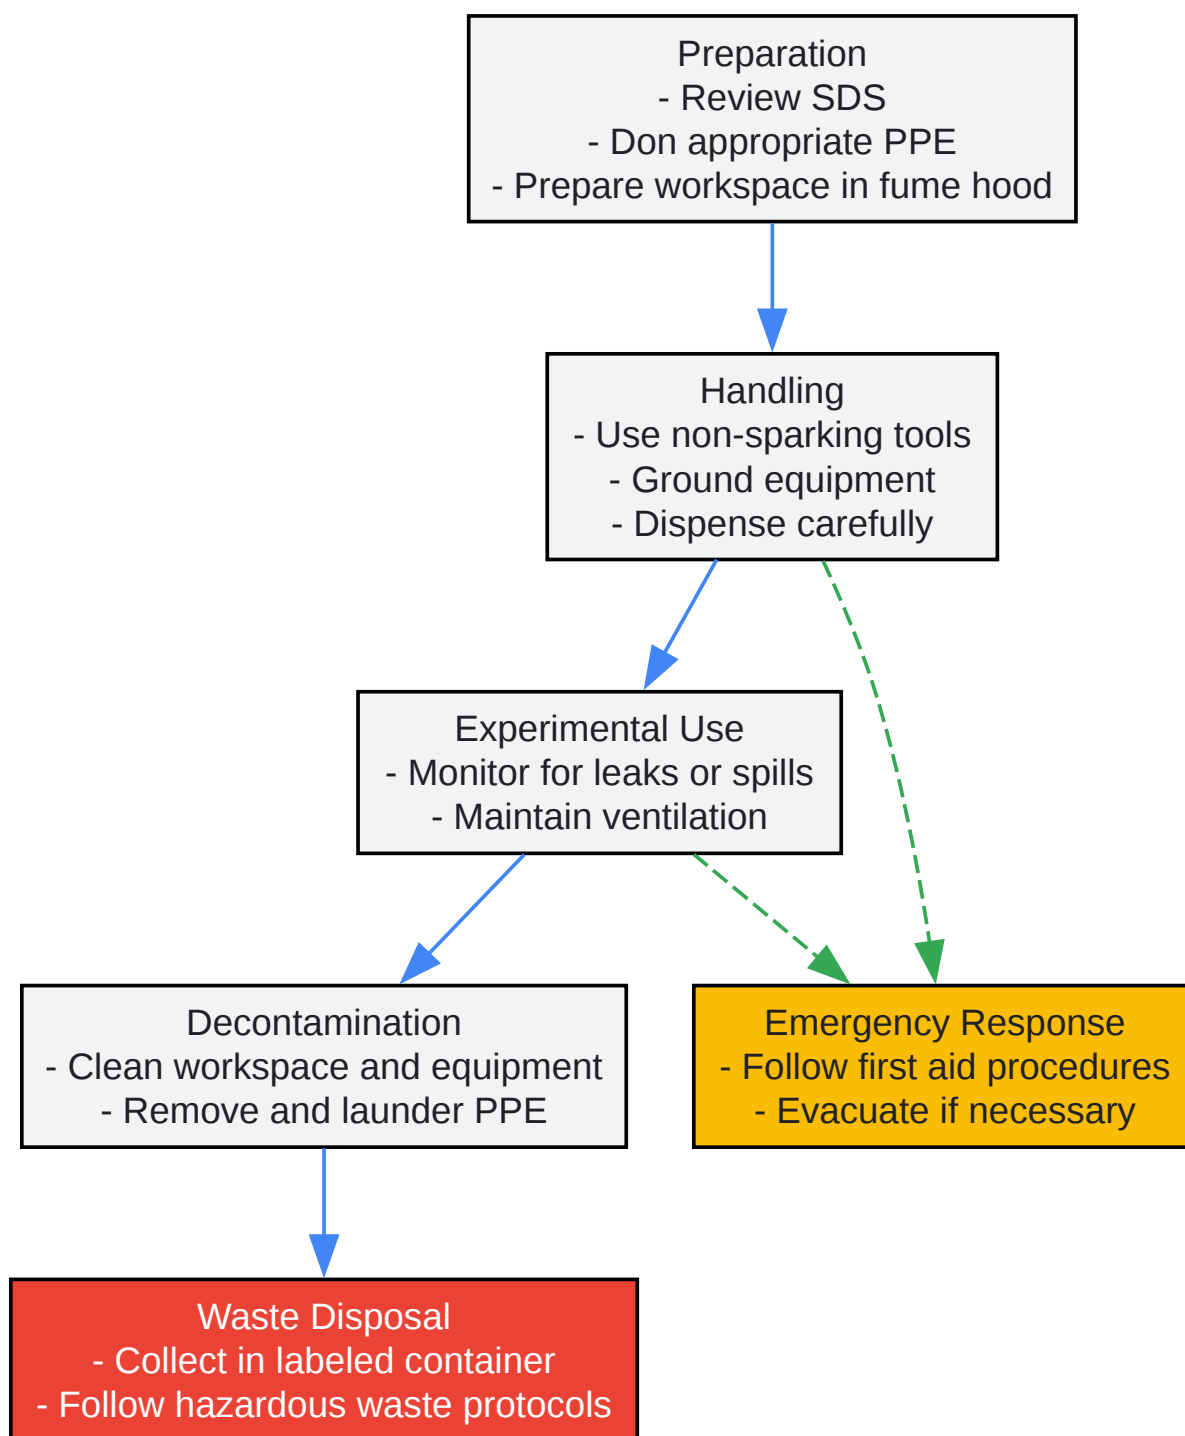 Preparation
- Review SDS
- Don appropriate PPE
- Prepare workspace in fume hood
Handling
- Use non-sparking tools
- Ground equipment
- Dispense carefully
Experimental Use
- Monitor for leaks or spills
- Maintain ventilation
Decontamination
- Clean workspace and equipment
- Remove and launder PPE
Emergency Response
- Follow first aid procedures
- Evacuate if necessary
Waste Disposal
- Collect in labeled container
- Follow hazardous waste protocols